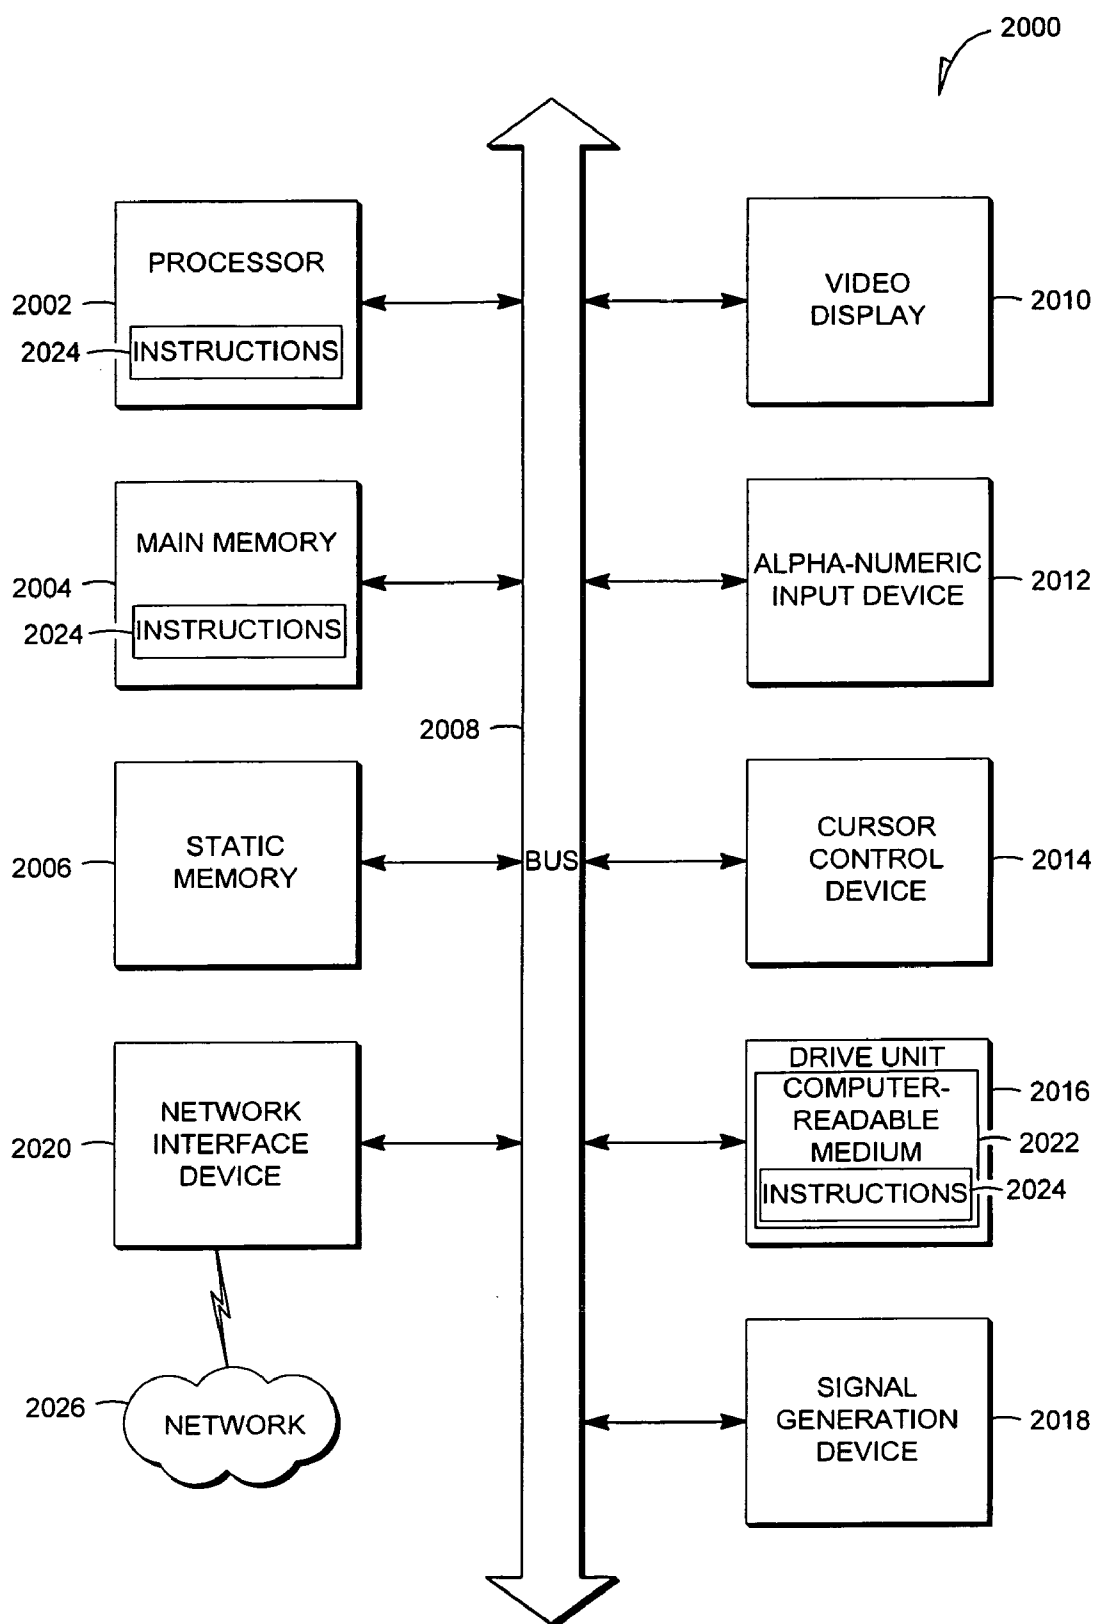 2000
PROCESSOR
2002
2024
INSTRUCTIONS
VIDEO
DISPLAY
2010
MAIN MEMORY
2004
2024
INSTRUCTIONS
ALPHA-NUMERIC
INPUT DEVICE
2012
2008
STATIC
MEMORY
2006
BUS
CURSOR
CONTROL
DEVICE
2014
NETWORK
INTERFACE
DEVICE
2020
DRIVE UNIT
2016
COMPUTER-
READABLE
MEDIUM
2022
INSTRUCTIONS
2024
2026
NETWORK
SIGNAL
GENERATION
DEVICE
2018